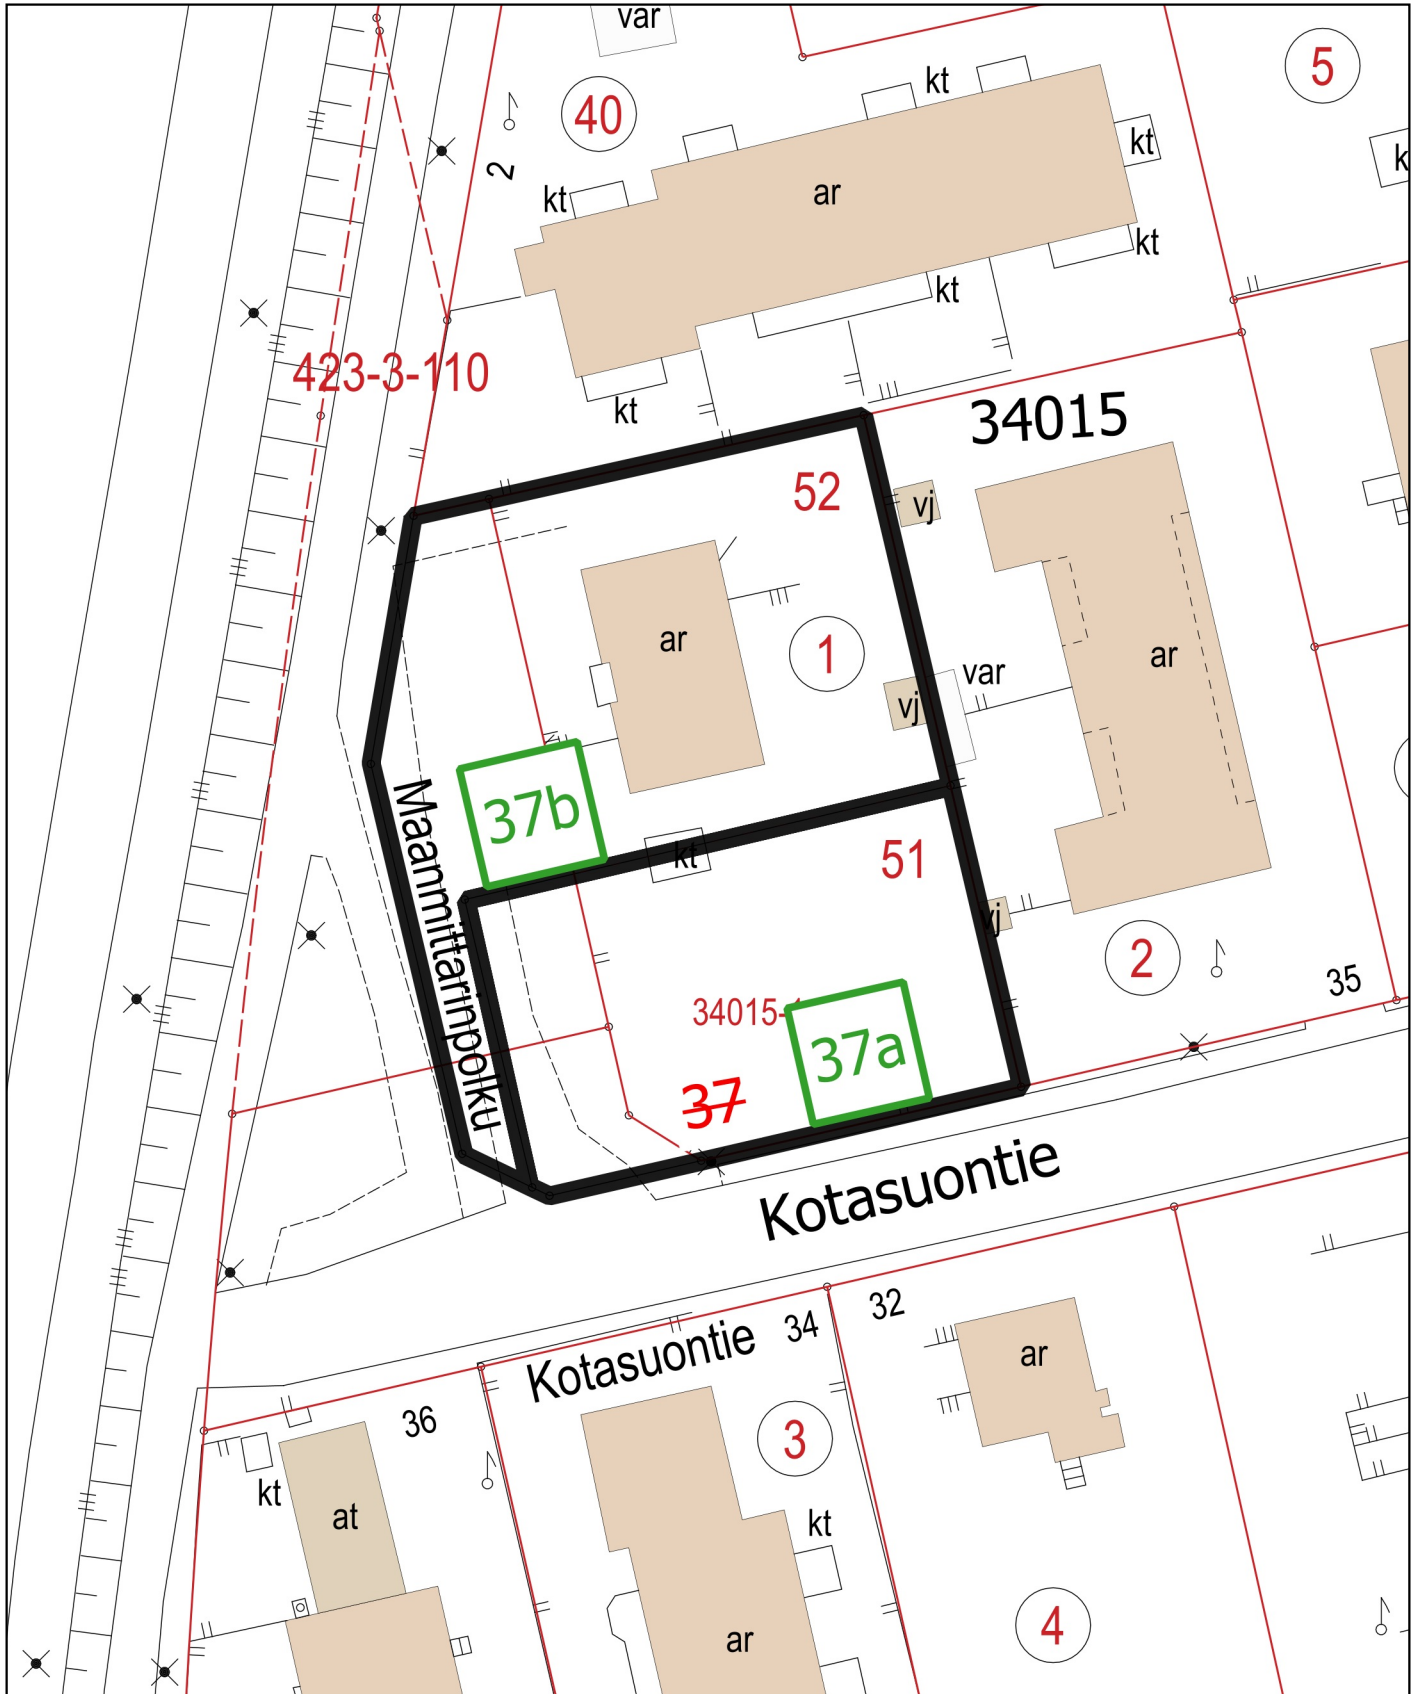 var
5
40
kt
kt
k
2
kt
ar
kt
kt
423-3-110
kt
34015
52
vj
ar
1
var
ar
vj
37b
Maanmittarinpolku
kt
51
vj
2
35
34015-
37a
37
Kotasuontie
32
34
Kotasuontie
ar
36
3
kt
at
kt
4
ar